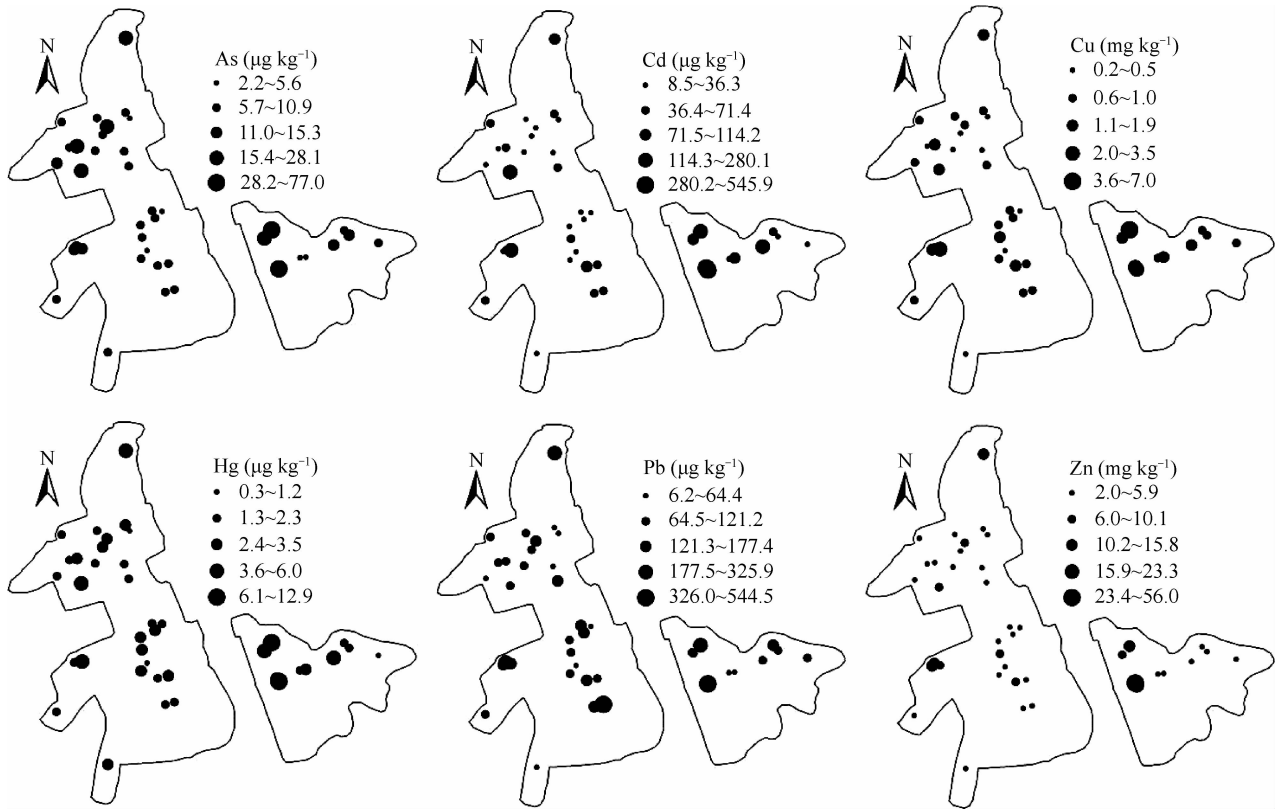 N
As (μg kg⁻¹)
2.2~5.6
5.7~10.9
11.0~15.3
15.4~28.1
28.2~77.0
N
Cd (μg kg⁻¹)
8.5~36.3
36.4~71.4
71.5~114.2
114.3~280.1
280.2~545.9
N
Cu (mg kg⁻¹)
0.2~0.5
0.6~1.0
1.1~1.9
2.0~3.5
3.6~7.0
N
Hg (μg kg⁻¹)
0.3~1.2
1.3~2.3
2.4~3.5
3.6~6.0
6.1~12.9
N
Pb (μg kg⁻¹)
6.2~64.4
64.5~121.2
121.3~177.4
177.5~325.9
326.0~544.5
N
Zn (mg kg⁻¹)
2.0~5.9
6.0~10.1
10.2~15.8
15.9~23.3
23.4~56.0